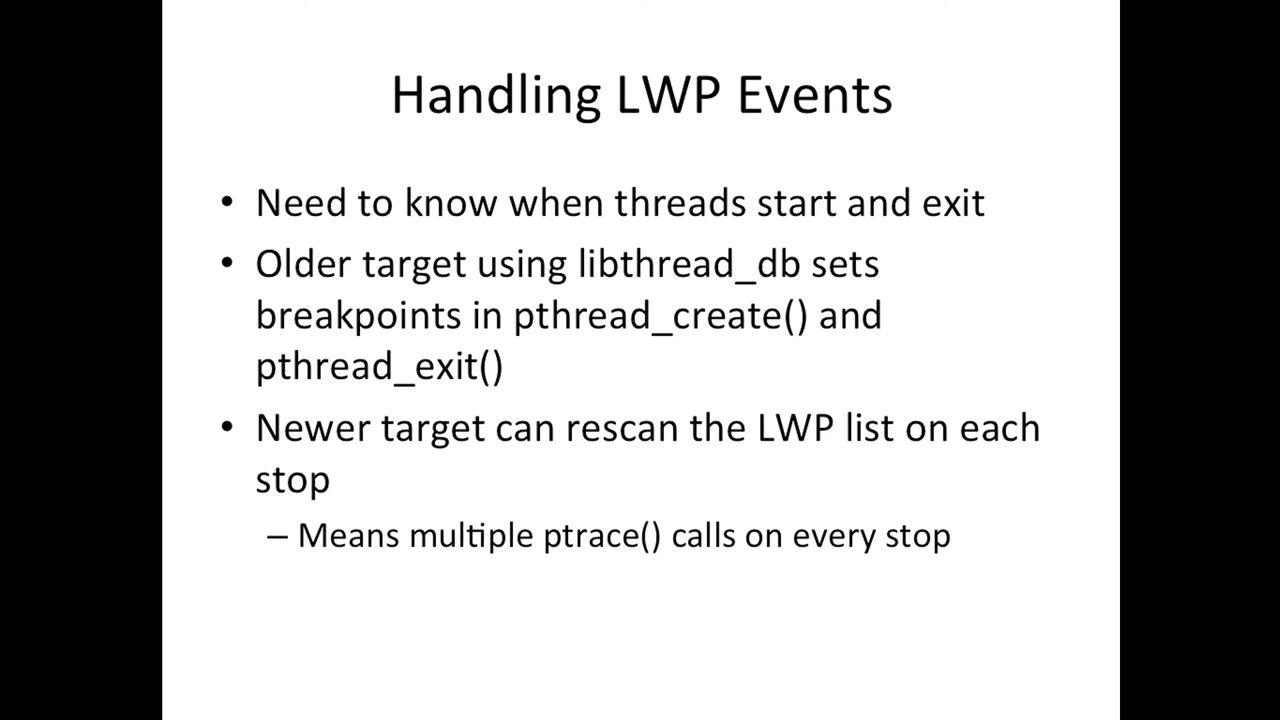 Handling LWP Events
• Need to know when threads start and exit
• Older target using libthread_db sets
breakpoints in pthread_create() and
pthread_exit()
• Newer target can rescan the LWP list on each
stop
– Means multiple ptrace() calls on every stop